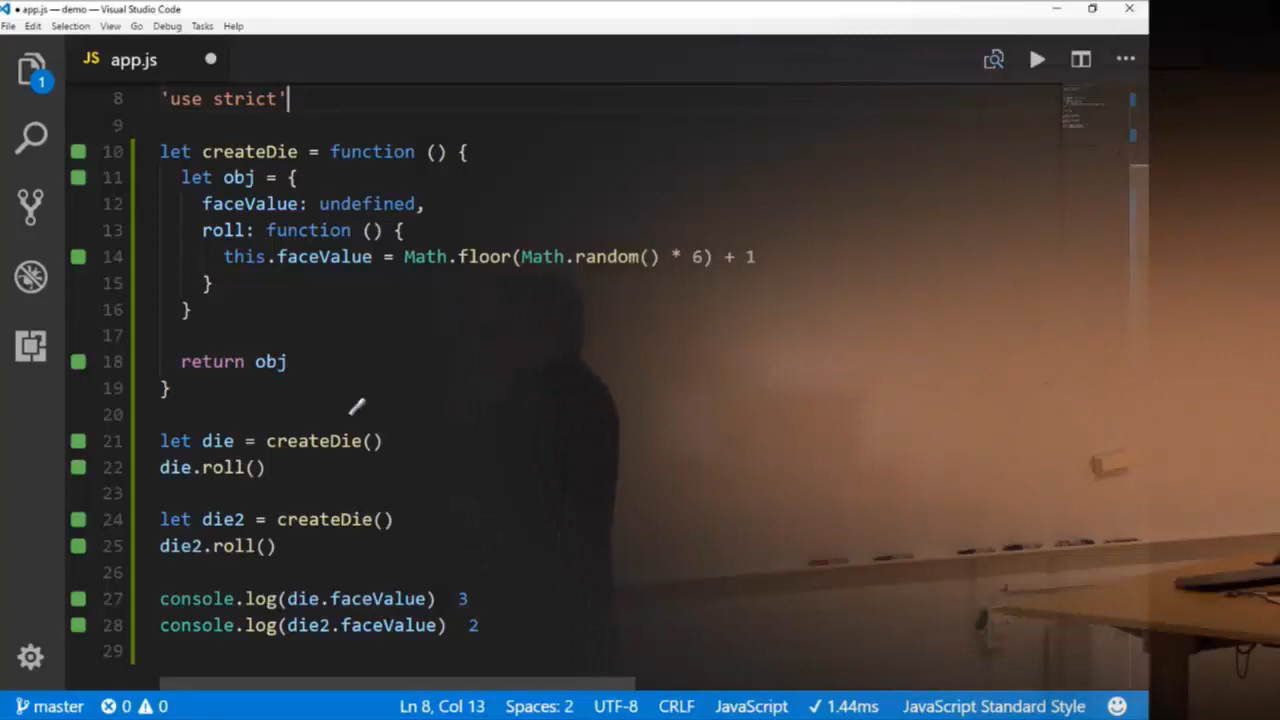 ● app.js — demo — Visual Studio Code
File Edit Selection View Go Debug Tasks Help
1
JS app.js
8 'use strict'
9
10 let createDie = function () {
11 let obj = {
12 faceValue: undefined,
13 roll: function () {
14 this.faceValue = Math.floor(Math.random() * 6) + 1
15 }
16 }
17
18 return obj
19 }
20
21 let die = createDie()
22 die.roll()
23
24 let die2 = createDie()
25 die2.roll()
26
27 console.log(die.faceValue) 3
28 console.log(die2.faceValue) 2
29
master 0 0 Ln 8, Col 13 Spaces: 2 UTF-8 CRLF JavaScript ✓ 1.44ms JavaScript Standard Style